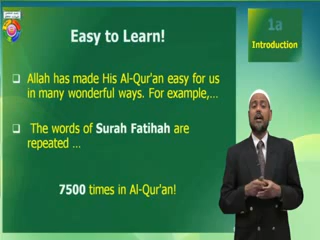 Easy to Learn!
1a
Introduction
Allah has made His Al-Qur'an easy for us
in many wonderful ways. For example,...
The words of Surah Fatihah are
repeated ...
7500 times in Al-Qur'an!